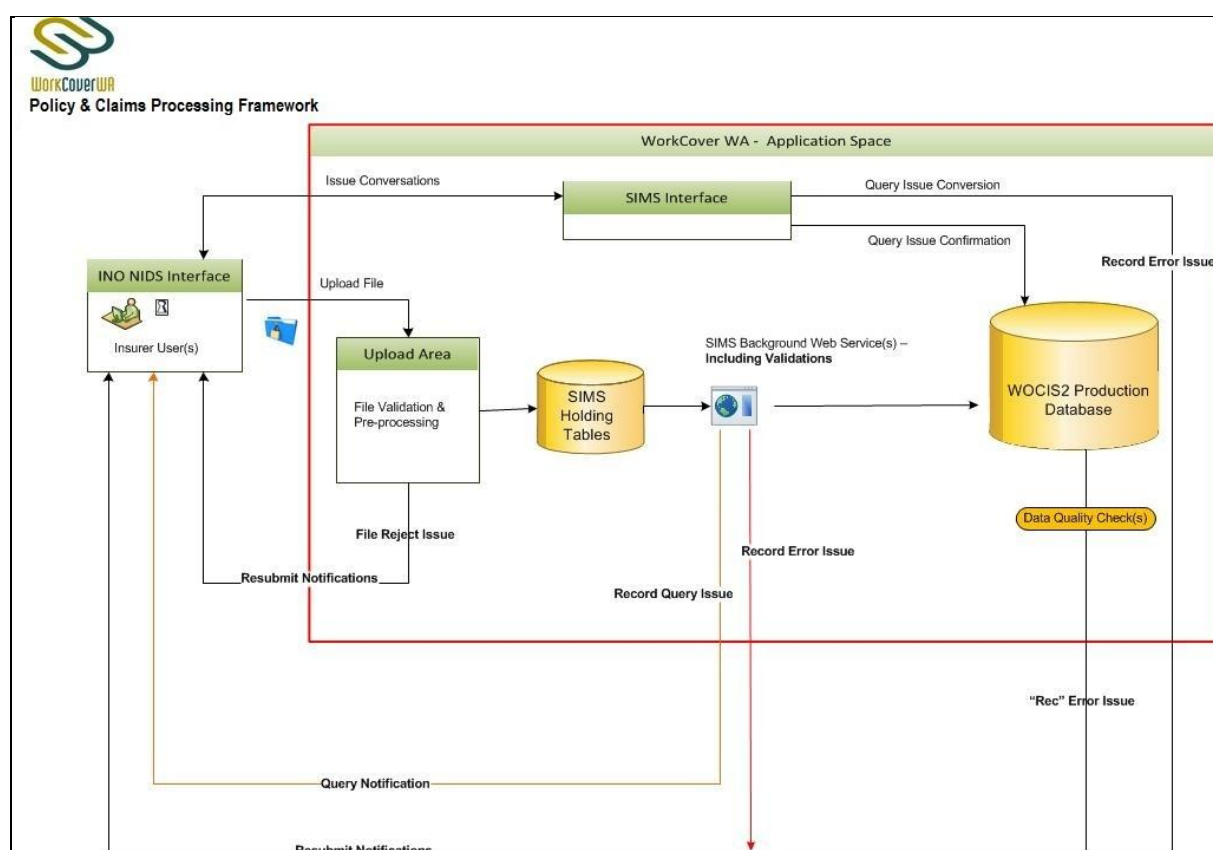 WorkCoverWA
Policy & Claims Processing Framework
WorkCover WA - Application Space
Issue Conversations
SIMS Interface
Query Issue Conversion
Query Issue Confirmation
Record Error Issue
INO NIDS Interface
Insurer User(s)
Upload File
Upload Area
File Validation &
Pre-processing
SIMS
Holding
Tables
SIMS Background Web Service(s) –
Including Validations
WOCIS2 Production
Database
Data Quality Check(s)
File Reject Issue
Resubmit Notifications
Record Error Issue
Record Query Issue
“Rec” Error Issue
Query Notification
Resubmit Notifications